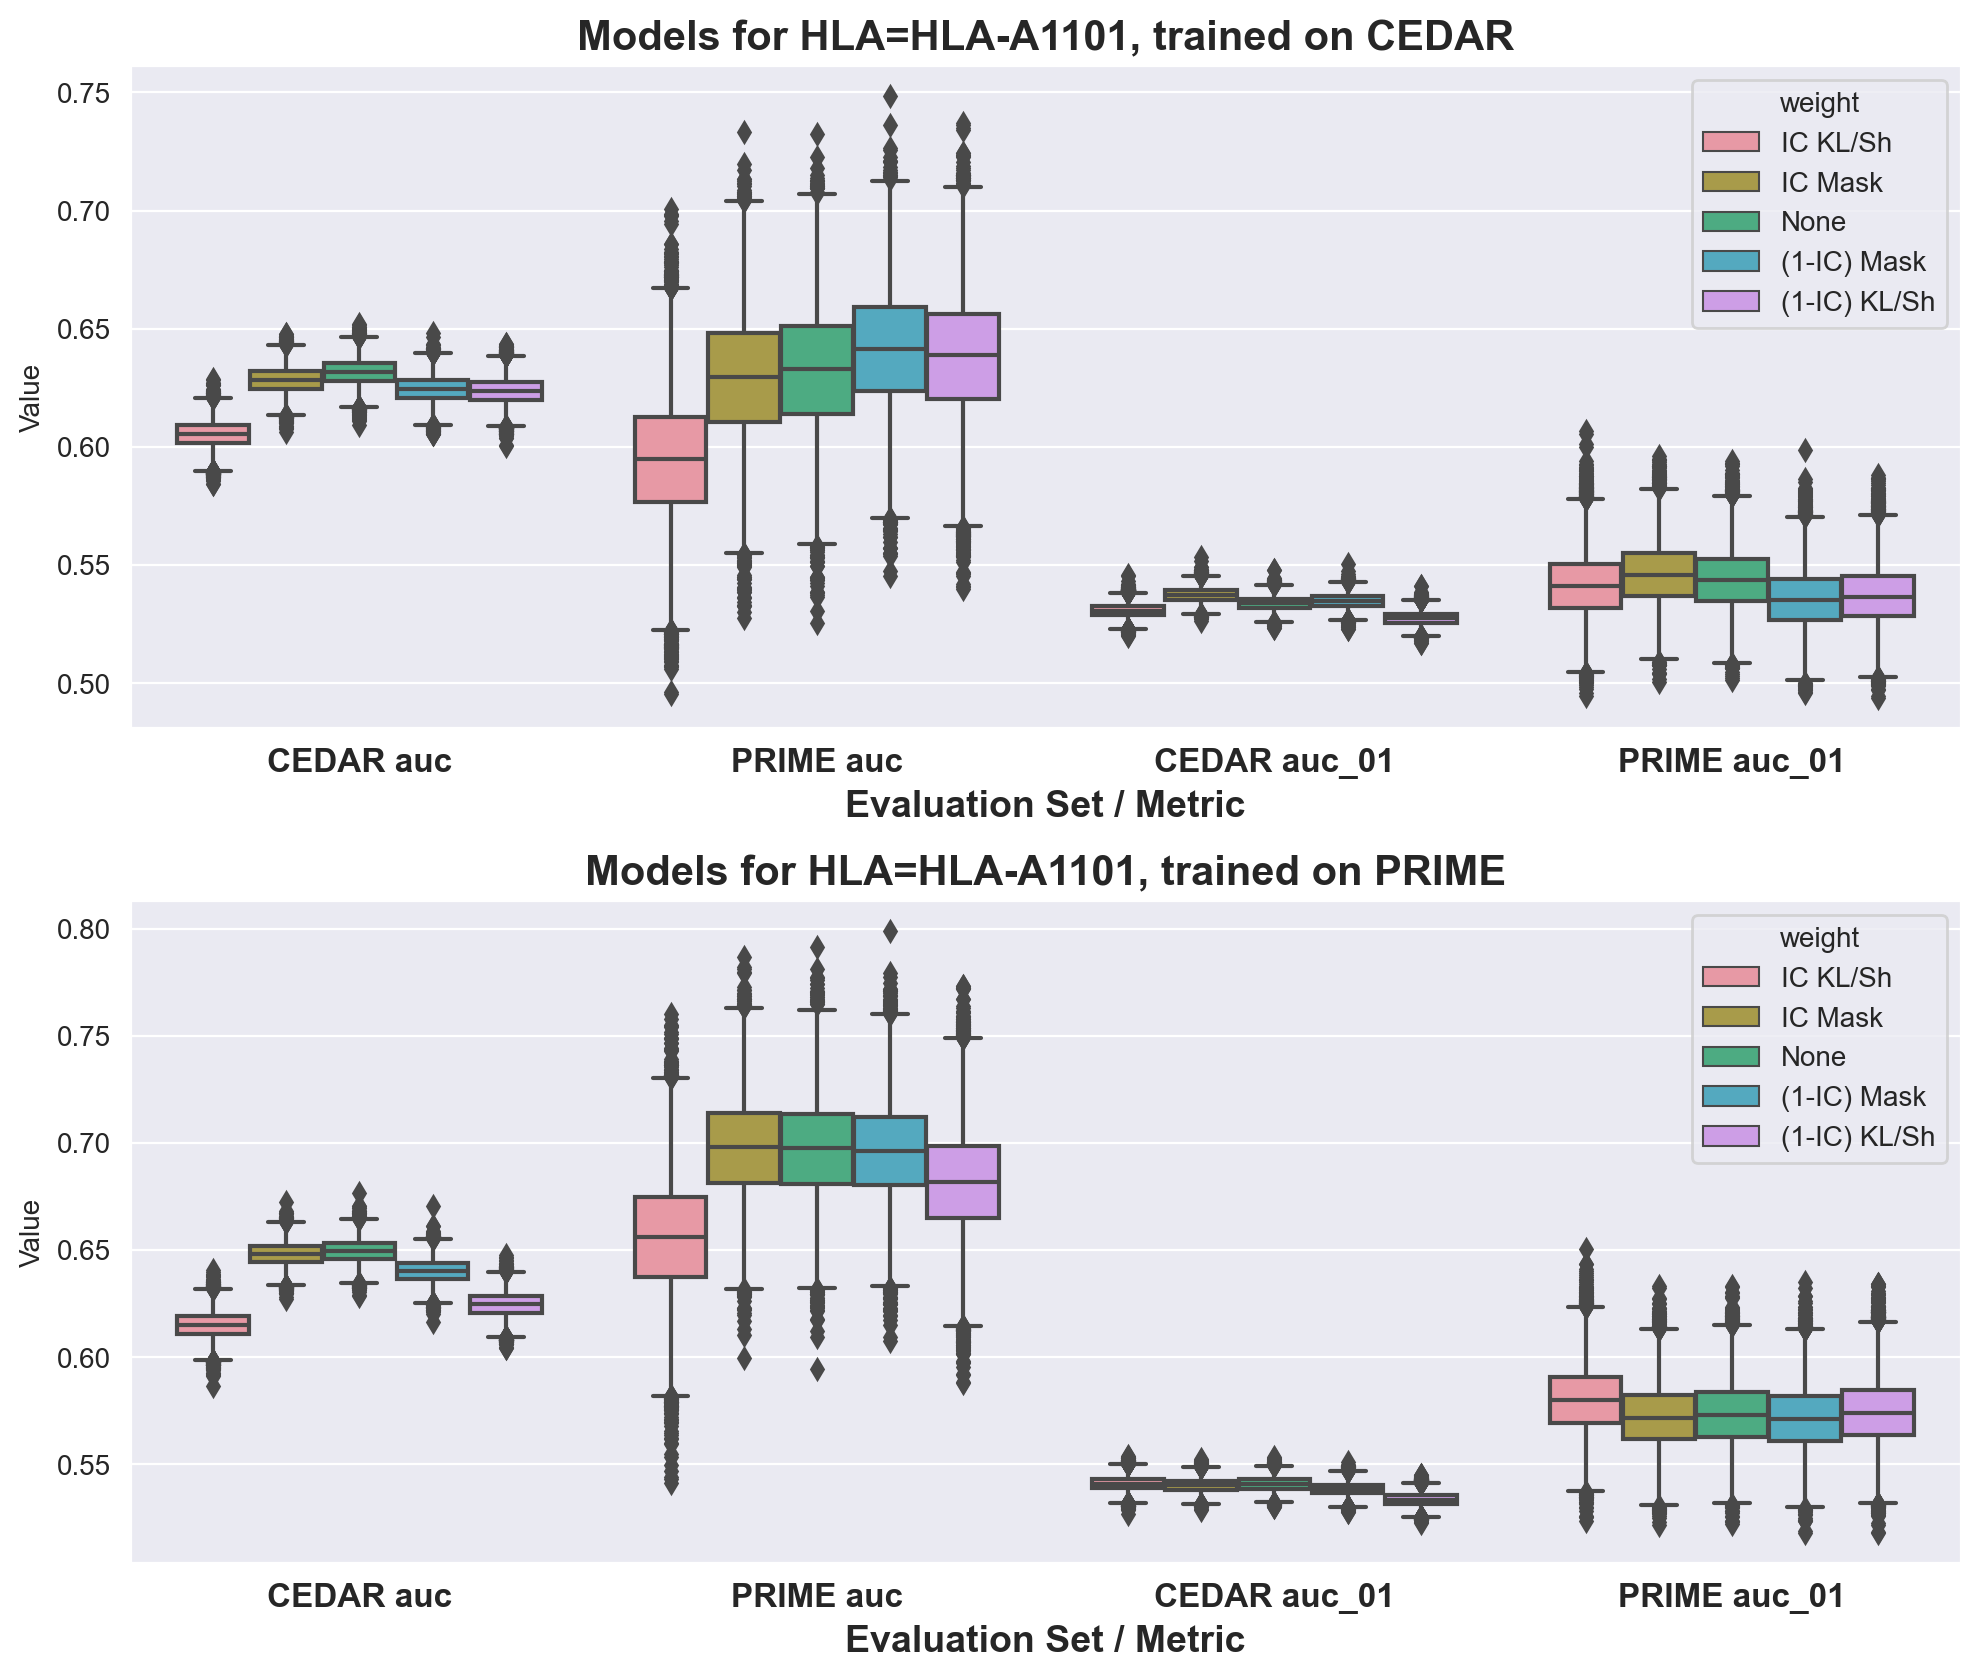 Models for HLA=HLA-A1101, trained on CEDAR
0.75
0.70
0.65
0.60
0.55
0.50
Value
weight
IC KL/Sh
IC Mask
None
(1-IC) Mask
(1-IC) KL/Sh
CEDAR auc
PRIME auc
CEDAR auc_01
PRIME auc_01
Evaluation Set / Metric
Models for HLA=HLA-A1101, trained on PRIME
0.80
0.75
0.70
0.65
0.60
0.55
Value
weight
IC KL/Sh
IC Mask
None
(1-IC) Mask
(1-IC) KL/Sh
CEDAR auc
PRIME auc
CEDAR auc_01
PRIME auc_01
Evaluation Set / Metric